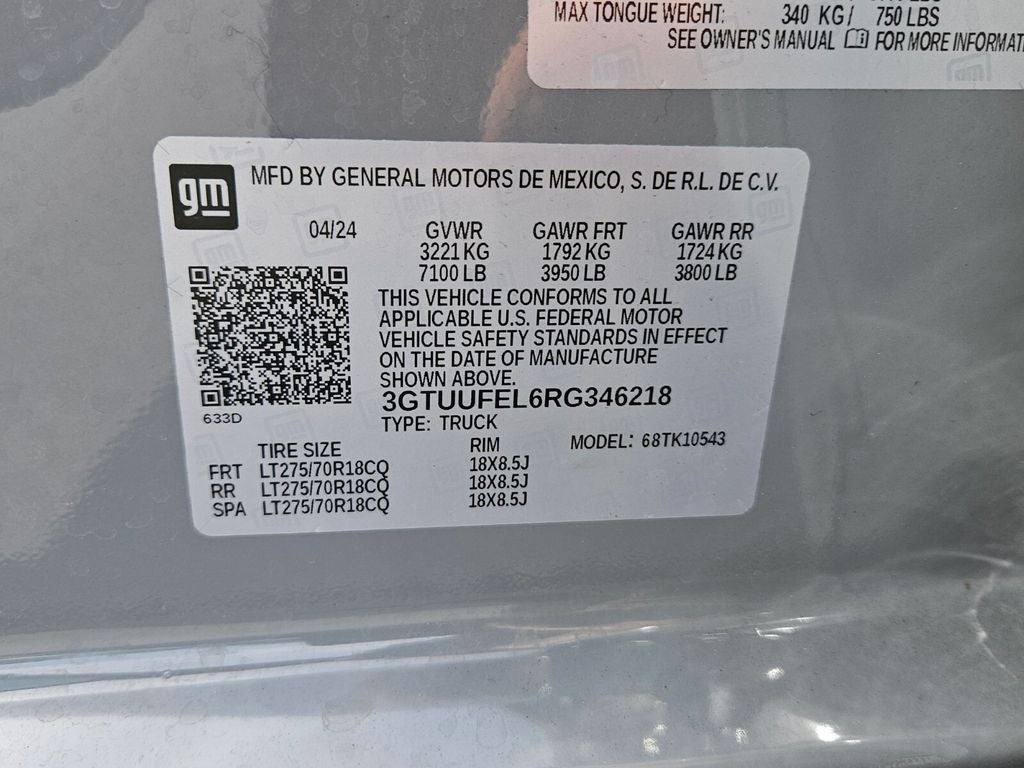 MAX TONGUE WEIGHT: 340 KG / 750 LBS
SEE OWNER'S MANUAL FOR MORE INFORMATI
gm MFD BY GENERAL MOTORS DE MEXICO, S. DE R.L. DE C.V.
04/24 GVWR GAWR FRT GAWR RR
3221 KG 1792 KG 1724 KG
7100 LB 3950 LB 3800 LB
THIS VEHICLE CONFORMS TO ALL
APPLICABLE U.S. FEDERAL MOTOR
VEHICLE SAFETY STANDARDS IN EFFECT
ON THE DATE OF MANUFACTURE
SHOWN ABOVE.
3GTUUFEL6RG346218
633D
TYPE: TRUCK
TIRE SIZE RIM MODEL: 68TK10543
FRT LT275/70R18CQ 18X8.5J
RR LT275/70R18CQ 18X8.5J
SPA LT275/70R18CQ 18X8.5J